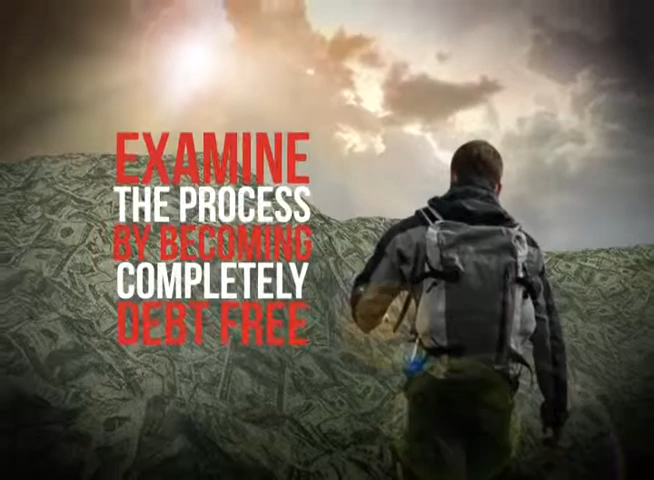 EXAMINE
THE PROCESS
BY BECOMING
COMPLETELY
DEBT FREE